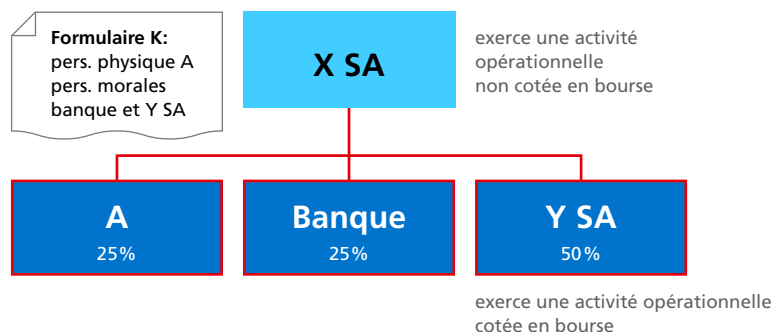 Formulaire K:
pers. physique A
pers. morales
banque et Y SA
X SA
exerce une activité
opérationnelle
non cotée en bourse
A
25%
Banque
25%
Y SA
50%
exerce une activité opérationnelle
cotée en bourse